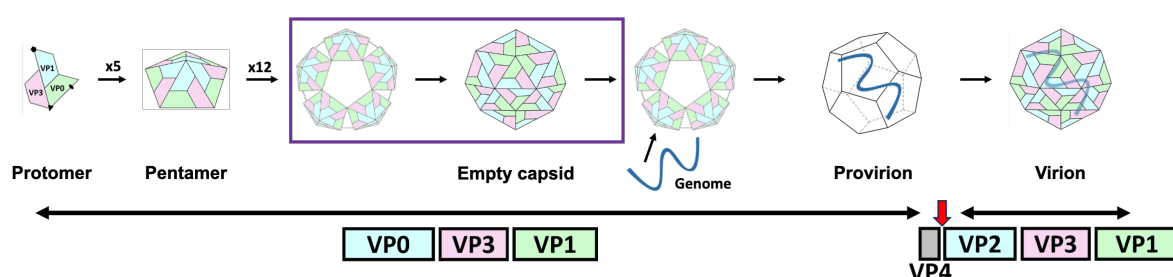 VP1
VP3
VP0
x5
x12
Genome
Protomer
Pentamer
Empty capsid
Provirion
Virion
VP0
VP3
VP1
VP4
VP2
VP3
VP1